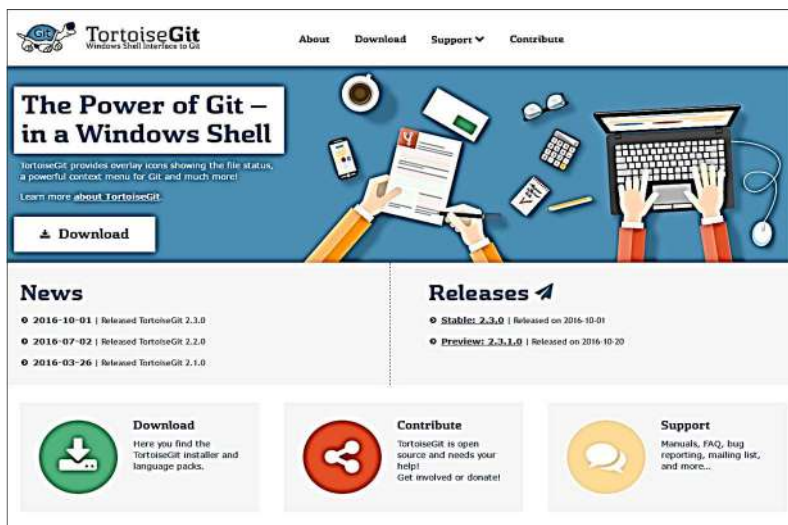 Git
TortoiseGit
Windows Shell Interface to Git
About Download Support Contribute
The Power of Git –
in a Windows Shell
TortoiseGit provides overlay icons showing the file status,
a powerful context menu for Git and much more!
Learn more about TortoiseGit.
Download
News
2016-10-01 | Released TortoiseGit 2.3.0
2016-07-02 | Released TortoiseGit 2.2.0
2016-03-26 | Released TortoiseGit 2.1.0
Releases
Stable: 2.3.0 | Released on 2016-10-01
Preview: 2.3.1.0 | Released on 2016-10-20
Download
Here you find the
TortoiseGit installer and
language packs.
Contribute
TortoiseGit is open
source and needs your
help!
Get involved or donate!
Support
Manuals, FAQ, bug
reporting, mailing list,
and more...